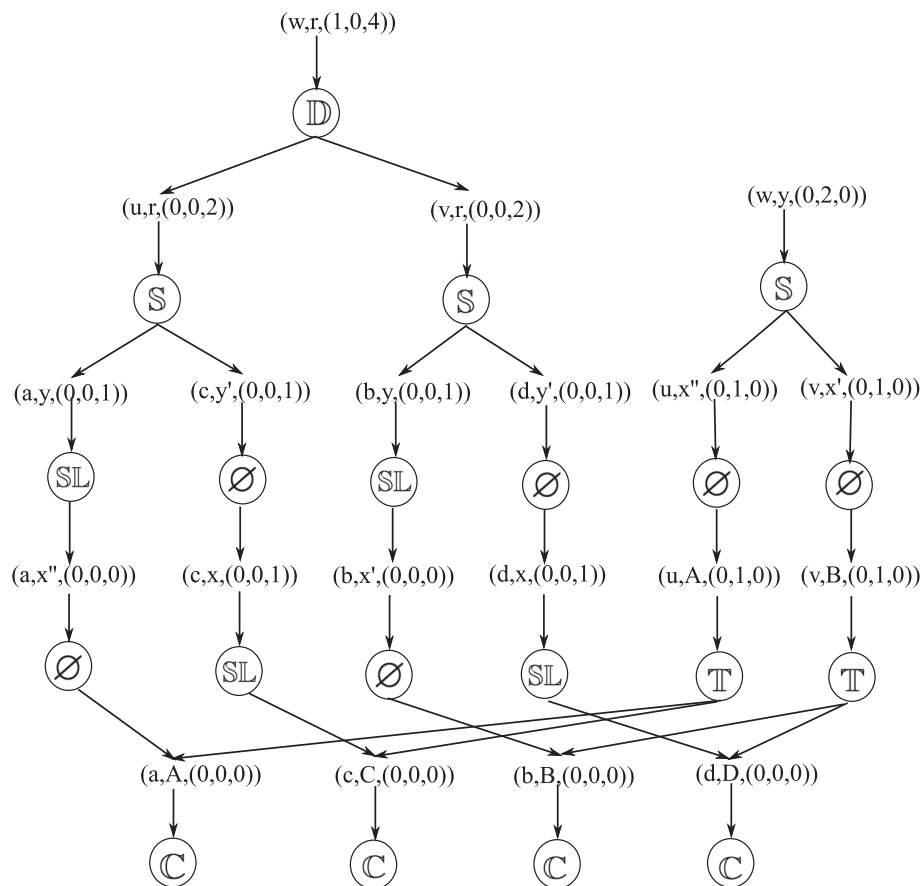 (w,r,(1,0,4))
𝔻
(u,r,(0,0,2)) (v,r,(0,0,2)) (w,y,(0,2,0))
𝕊 𝕊 𝕊
(a,y,(0,0,1)) (c,y',(0,0,1)) (b,y,(0,0,1)) (d,y',(0,0,1)) (u,x'',(0,1,0)) (v,x',(0,1,0))
𝕊𝕃 ∅ 𝕊𝕃 ∅ ∅ ∅
(a,x'',(0,0,0)) (c,x,(0,0,1)) (b,x',(0,0,0)) (d,x,(0,0,1)) (u,A,(0,1,0)) (v,B,(0,1,0))
∅ 𝕊𝕃 ∅ 𝕊𝕃 𝕋 𝕋
(a,A,(0,0,0)) (c,C,(0,0,0)) (b,B,(0,0,0)) (d,D,(0,0,0))
ℂ ℂ ℂ ℂ